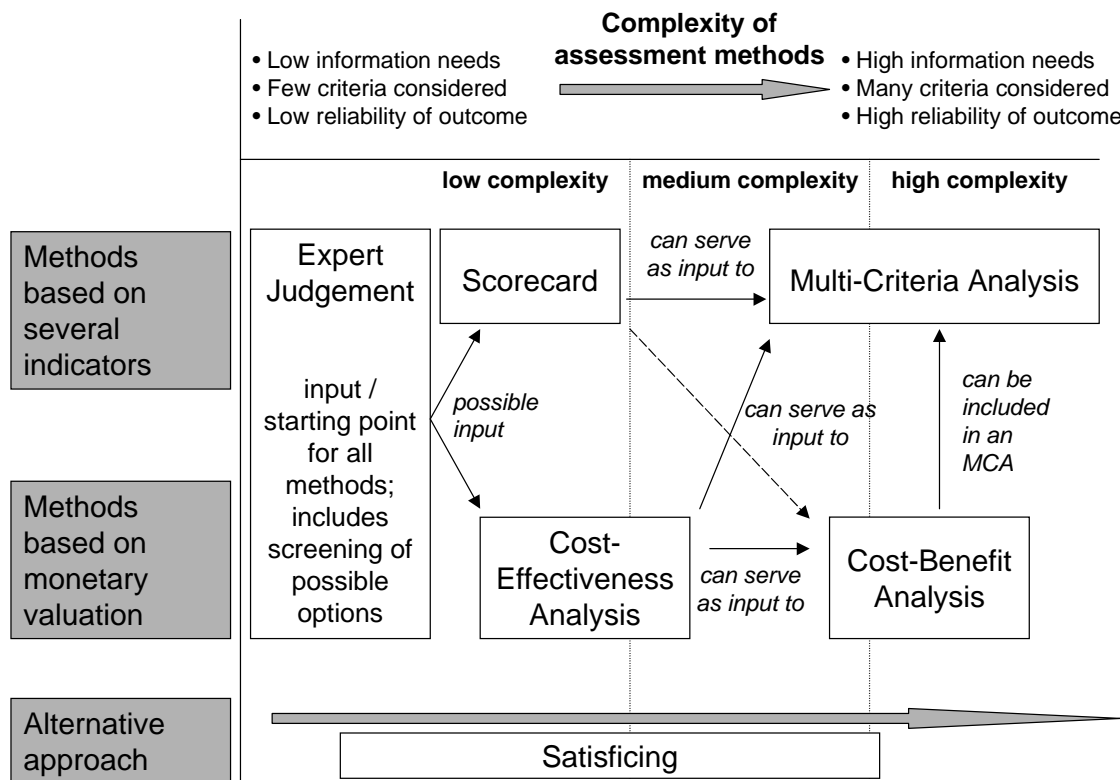 Complexity of
assessment methods
• Low information needs
• Few criteria considered
• Low reliability of outcome
• High information needs
• Many criteria considered
• High reliability of outcome
low complexity
medium complexity
high complexity
Methods
based on
several
indicators
Expert
Judgement
input /
starting point
for all
methods;
includes
screening of
possible
options
Scorecard
can serve
as input to
Multi-Criteria Analysis
possible
input
can serve as
input to
can be
included
in an
MCA
Methods
based on
monetary
valuation
Cost-
Effectiveness
Analysis
can serve
as input to
Cost-Benefit
Analysis
Alternative
approach
Satisficing